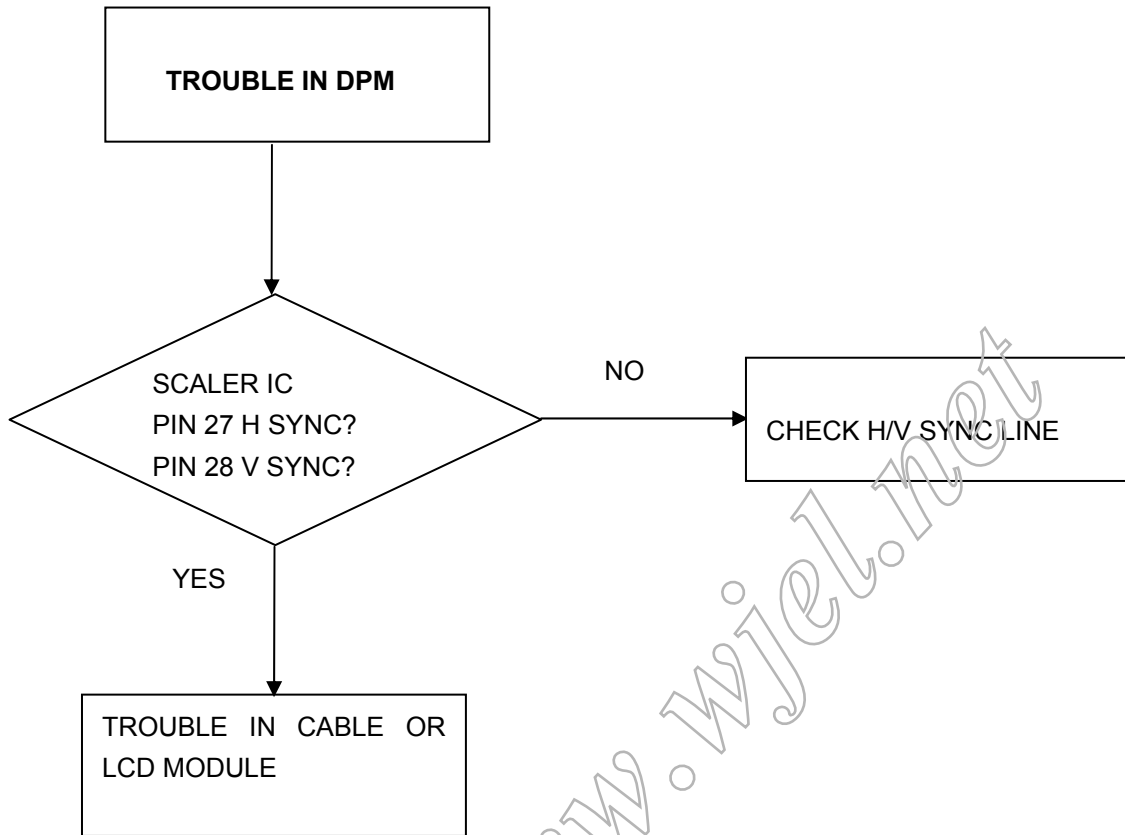 TROUBLE IN DPM
SCALER IC
PIN 27 H SYNC?
PIN 28 V SYNC?
NO
CHECK H/V SYNC LINE
YES
TROUBLE IN CABLE OR
LCD MODULE
w.wjel.net